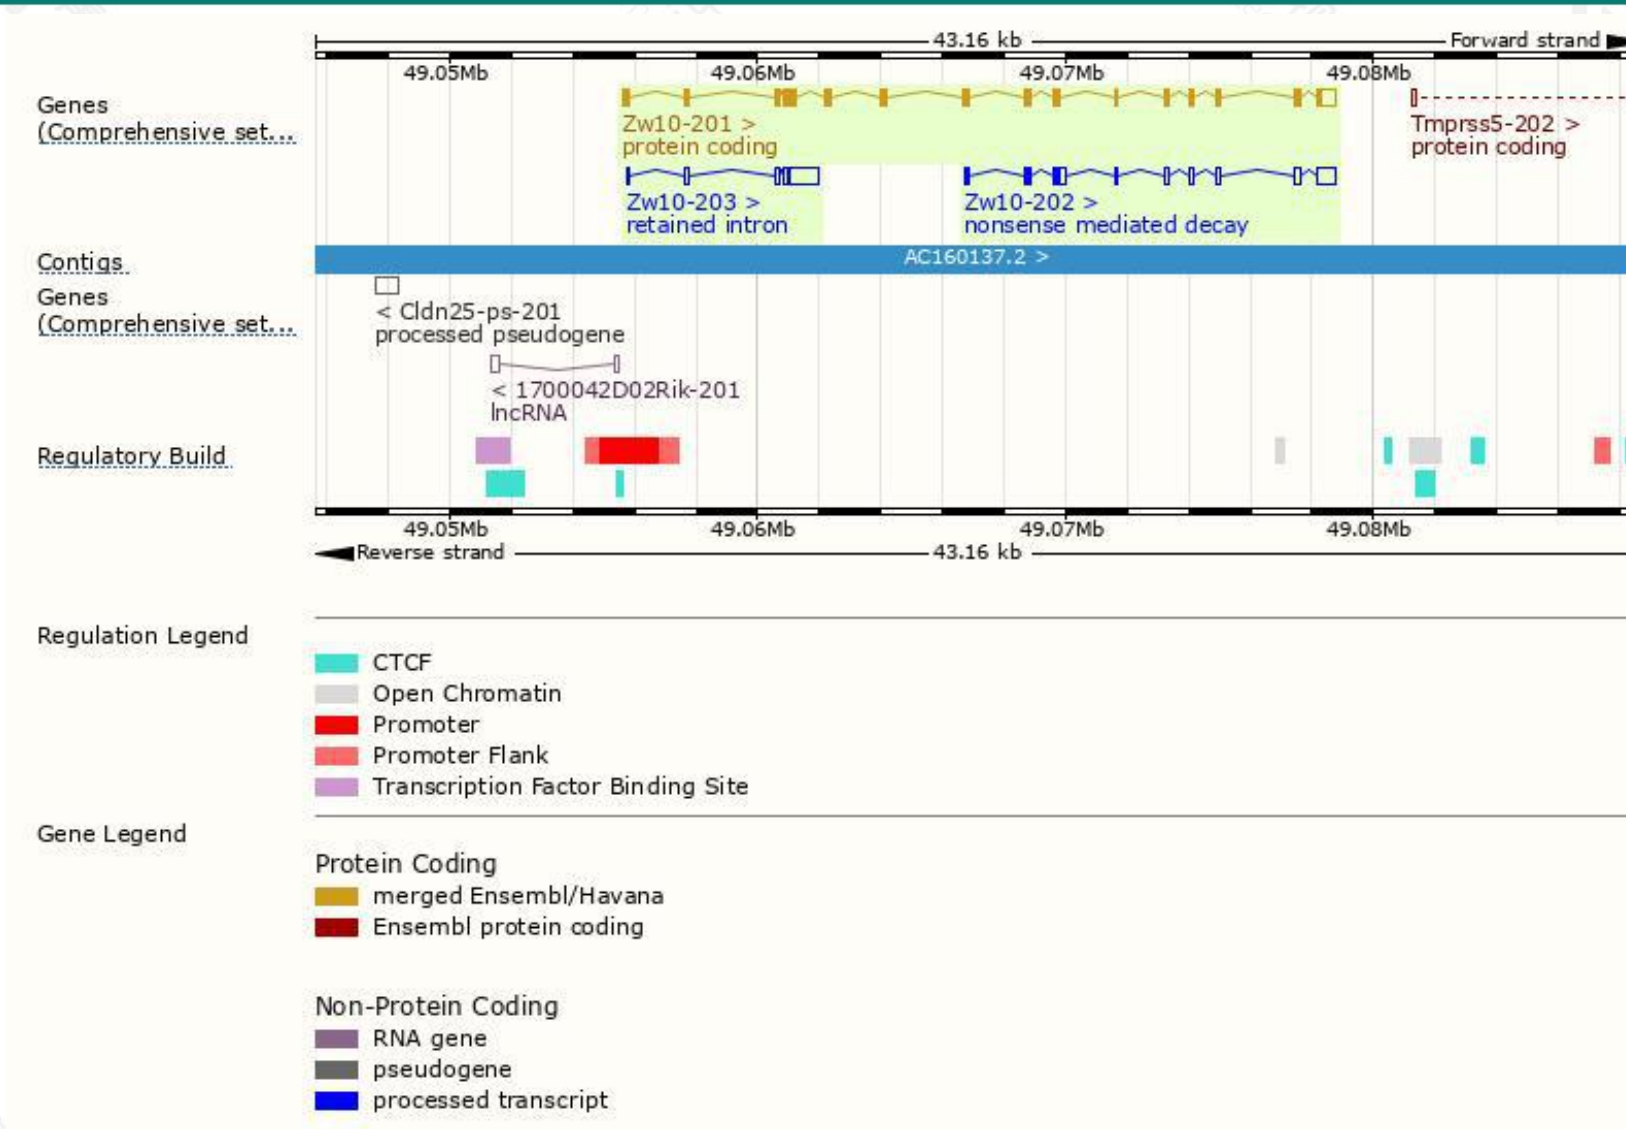 43.16 kb Forward strand
49.05Mb 49.06Mb 49.07Mb 49.08Mb
Genes
(Comprehensive set...
Zw10-201 > Tmprss5-202 >
protein coding protein coding
Zw10-203 > Zw10-202 >
retained intron nonsense mediated decay
Contigs AC160137.2 >
Genes
(Comprehensive set...
< Cldn25-ps-201
processed pseudogene
< 1700042D02Rik-201
lncRNA
Regulatory Build
49.05Mb 49.06Mb 49.07Mb 49.08Mb
Reverse strand 43.16 kb
Regulation Legend
CTCF
Open Chromatin
Promoter
Promoter Flank
Transcription Factor Binding Site
Gene Legend
Protein Coding
merged Ensembl/Havana
Ensembl protein coding
Non-Protein Coding
RNA gene
pseudogene
processed transcript